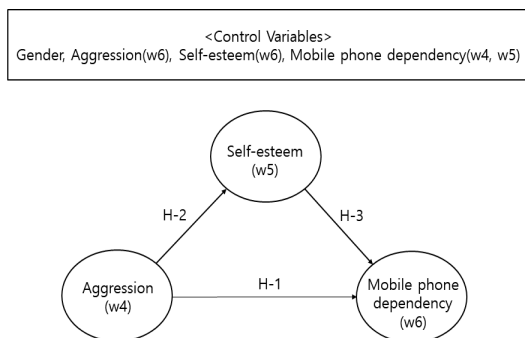 <Control Variables>
Gender, Aggression(w6), Self-esteem(w6), Mobile phone dependency(w4, w5)
Self-esteem
(w5)
H-2
H-3
Aggression
(w4)
H-1
Mobile phone
dependency
(w6)